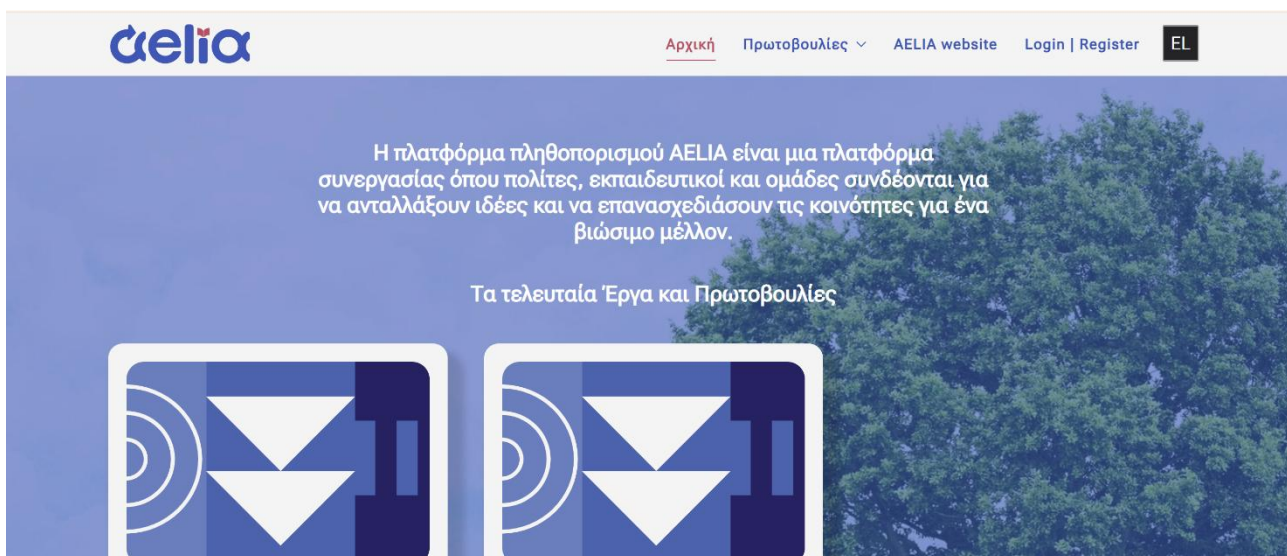 aelia
Αρχική Πρωτοβουλίες AELIA website Login | Register EL
Η πλατφόρμα πληθοπορισμού AELIA είναι μια πλατφόρμα
συνεργασίας όπου πολίτες, εκπαιδευτικοί και ομάδες συνδέονται για
να ανταλλάξουν ιδέες και να επανασχεδιάσουν τις κοινότητες για ένα
βιώσιμο μέλλον.
Τα τελευταία Έργα και Πρωτοβουλίες